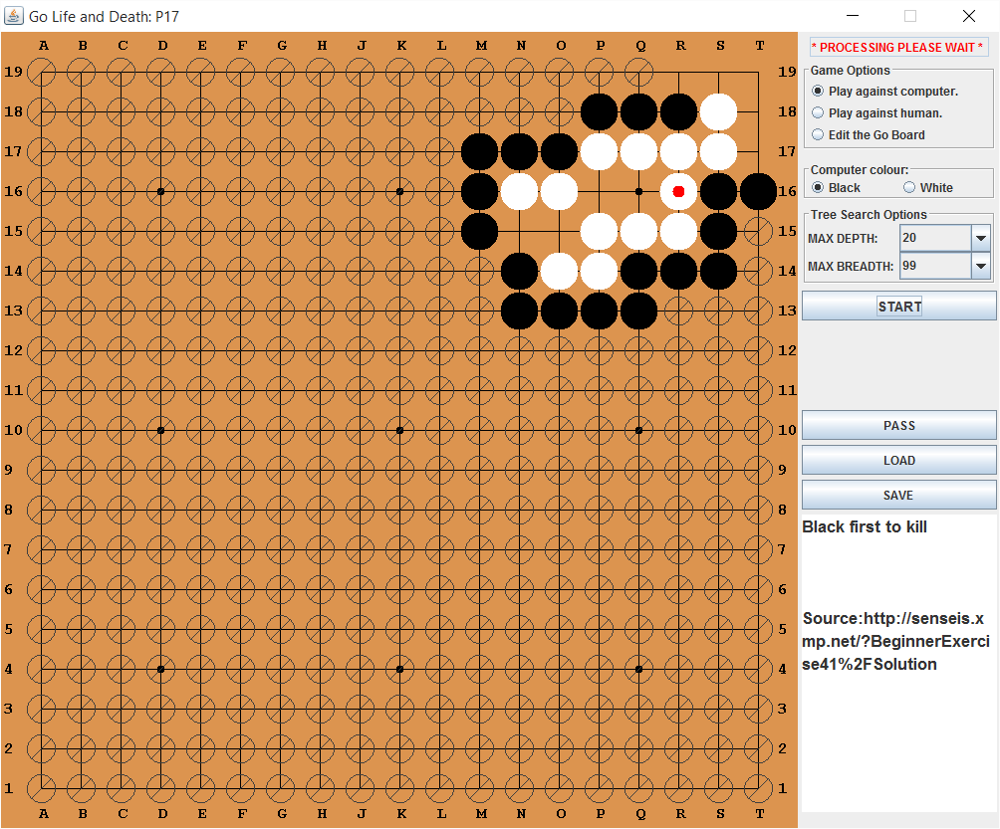 Go Life and Death: P17
A B C D E F G H J K L M N O P Q R S T
19 19
18 18
17 17
16 16
15 15
14 14
13 13
12 12
11 11
10 10
9 9
8 8
7 7
6 6
5 5
4 4
3 3
2 2
1 1
A B C D E F G H J K L M N O P Q R S T
* PROCESSING PLEASE WAIT *
Game Options
Play against computer.
Play against human.
Edit the Go Board
Computer colour:
Black White
Tree Search Options
MAX DEPTH: 20
MAX BREADTH: 99
START
PASS
LOAD
SAVE
Black first to kill
Source:http://senseis.x
mp.net/?BeginnerExerci
se41%2FSolution